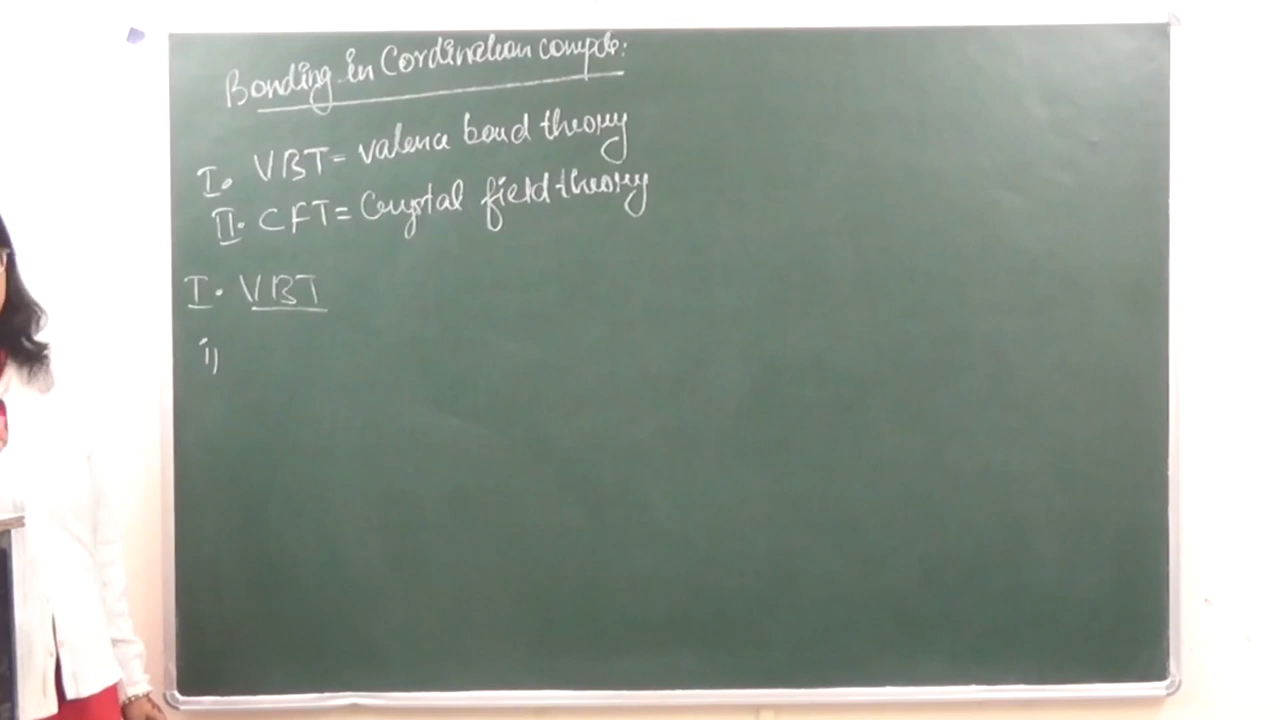 Bonding in Cordination compds.
I. VBT = valence bond theory
II. CFT = Crystal field theory
I. VBT
i)